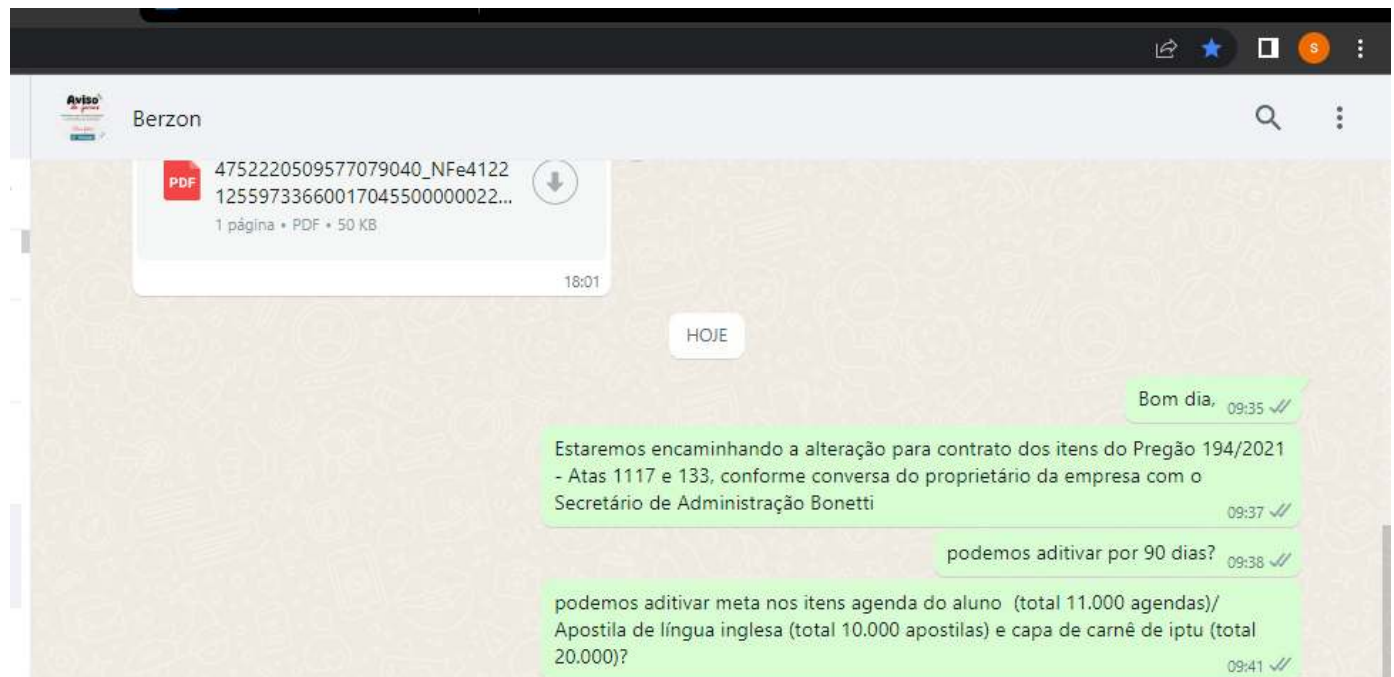 S
Aviso
Berzon
PDF
4752220509577079040_NFe4122
12559733660017045500000022...
1 página • PDF • 50 KB
18:01
HOJE
Bom dia, 09:35
Estaremos encaminhando a alteração para contrato dos itens do Pregão 194/2021
- Atas 1117 e 133, conforme conversa do proprietário da empresa com o
Secretário de Administração Bonetti
09:37
podemos aditivar por 90 dias? 09:38
podemos aditivar meta nos itens agenda do aluno (total 11.000 agendas)/
Apostila de língua inglesa (total 10.000 apostilas) e capa de carnê de iptu (total
20.000)?
09:41